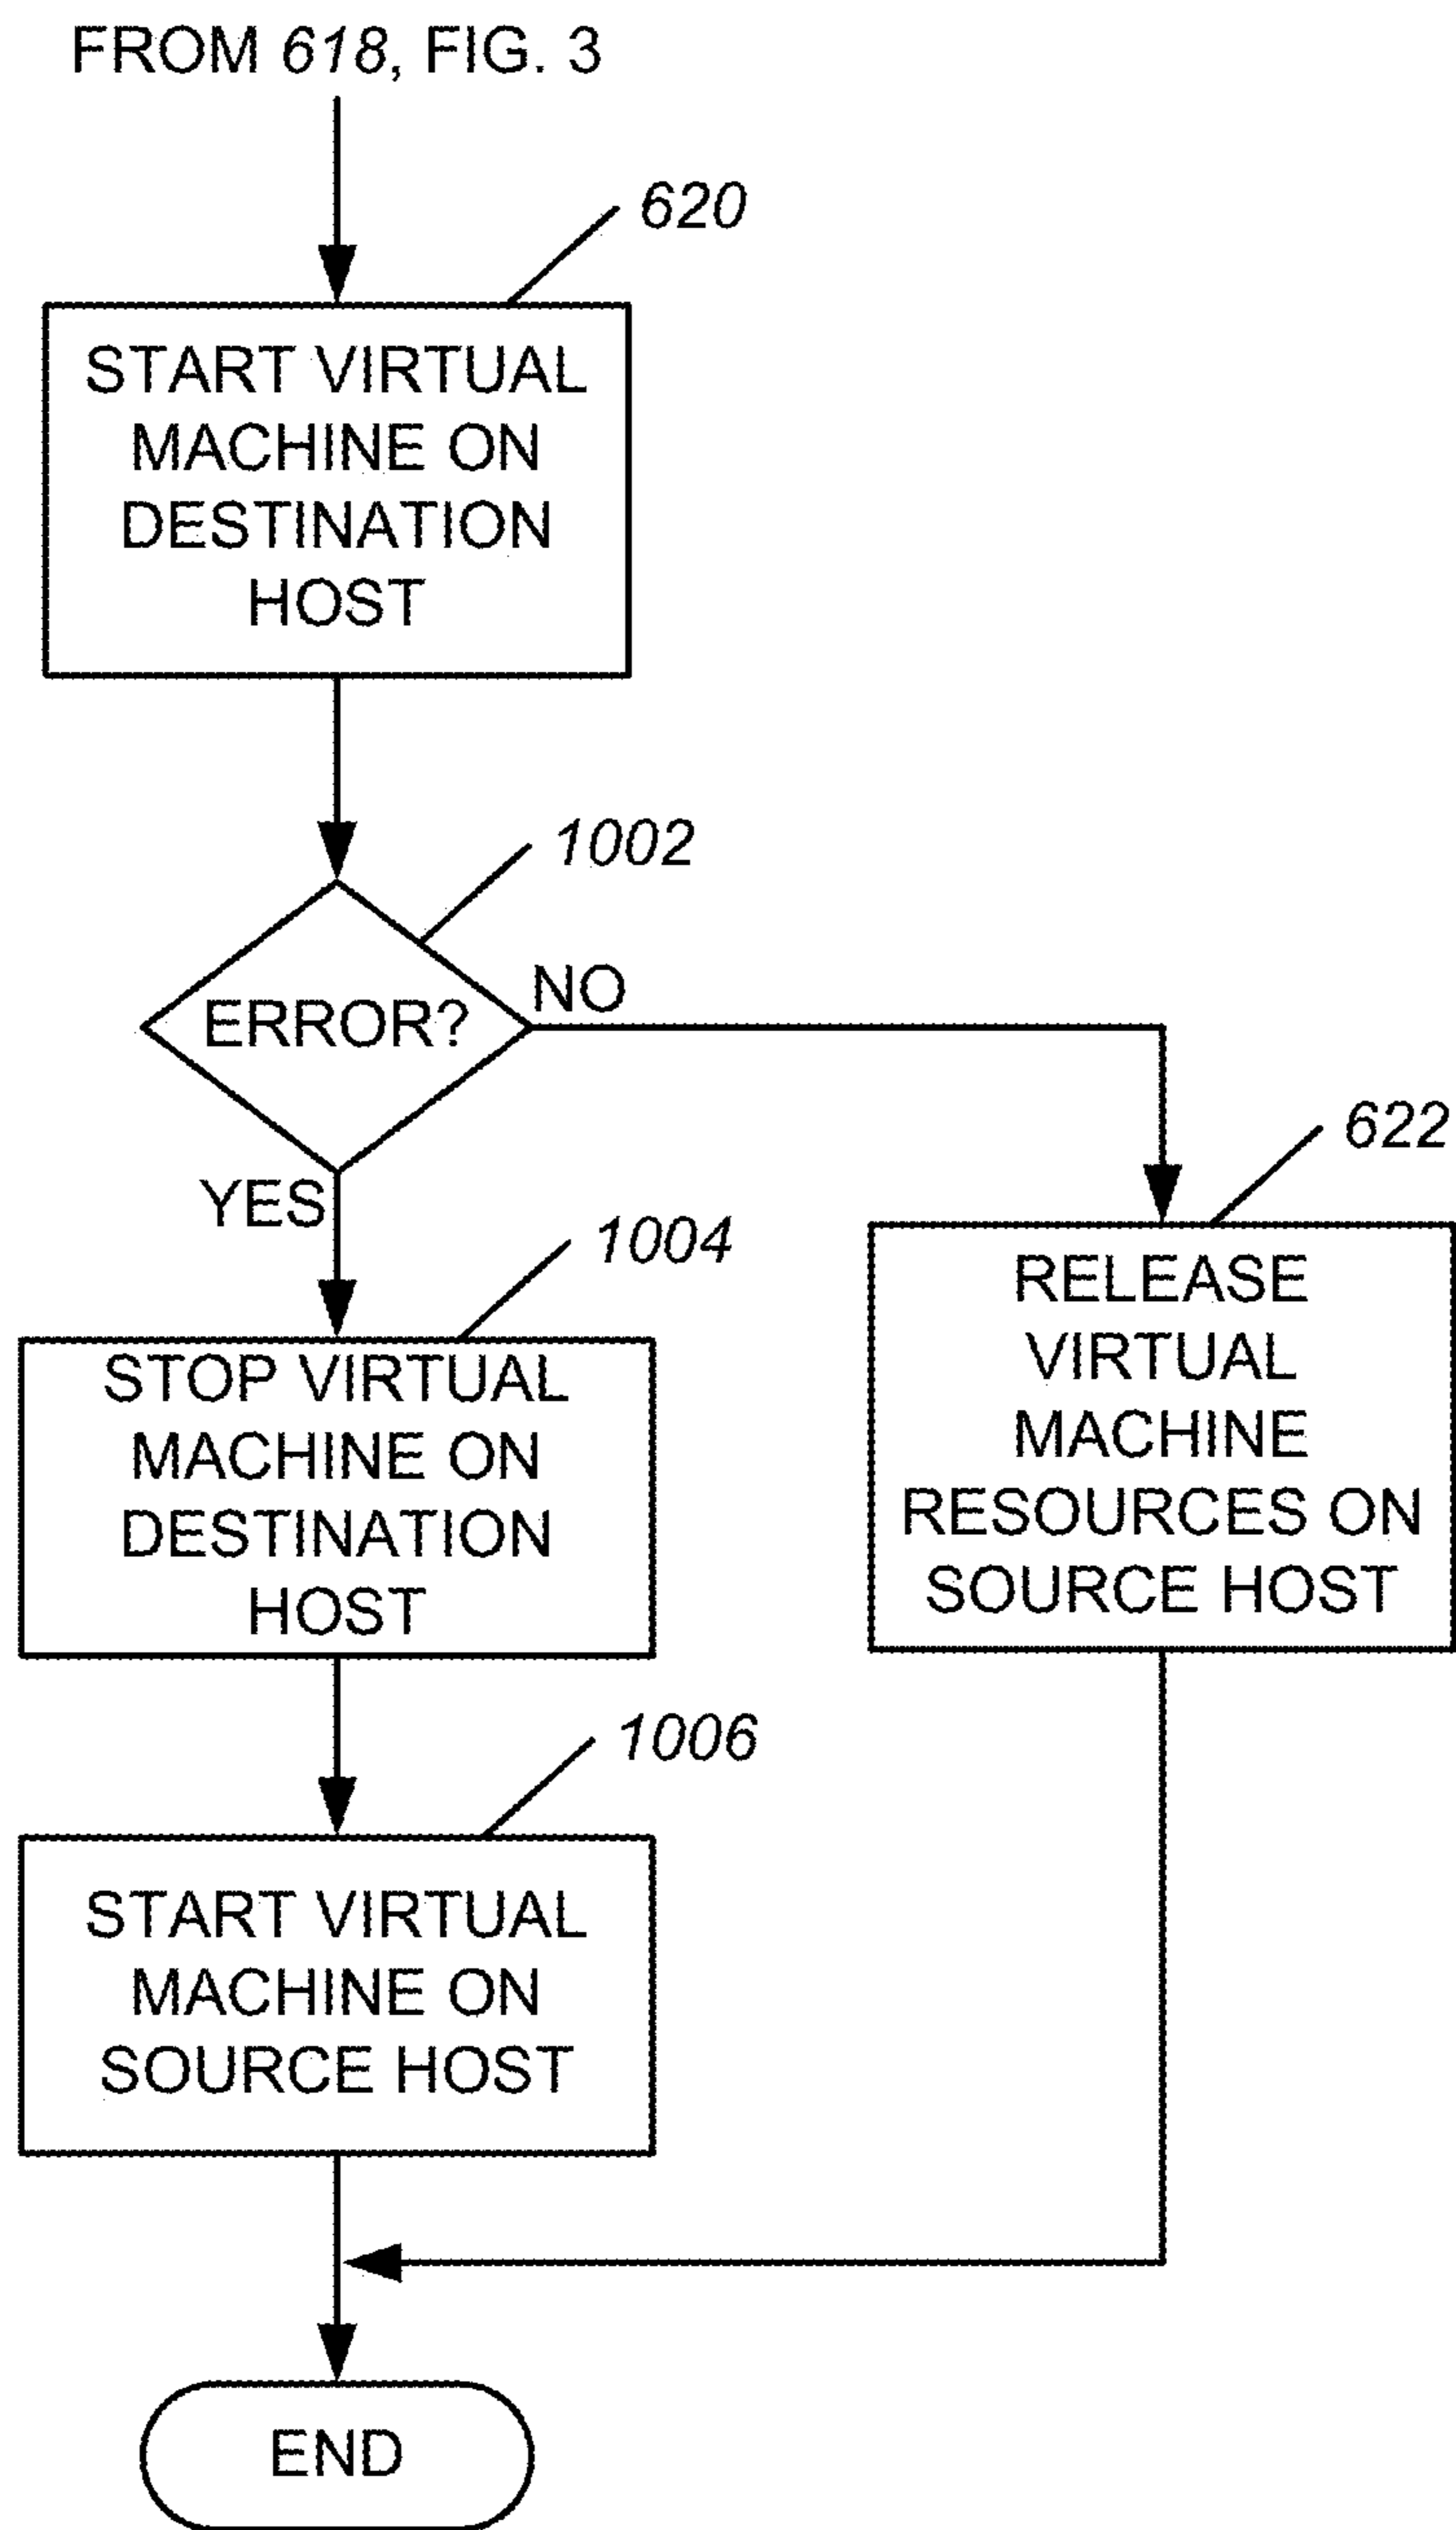 FROM 618, FIG. 3
620
START VIRTUAL
MACHINE ON
DESTINATION
HOST
1002
ERROR?
NO
YES
622
RELEASE
VIRTUAL
MACHINE
RESOURCES ON
SOURCE HOST
1004
STOP VIRTUAL
MACHINE ON
DESTINATION
HOST
1006
START VIRTUAL
MACHINE ON
SOURCE HOST
END